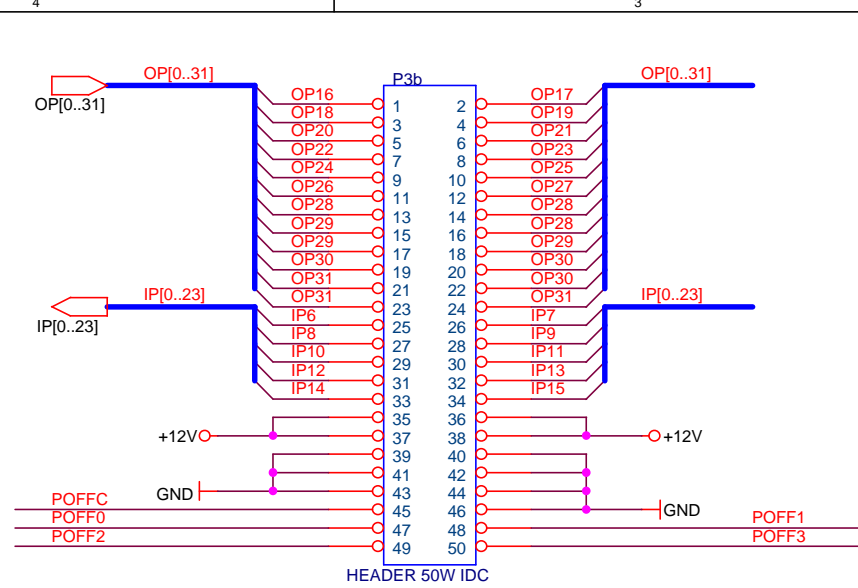 4 3
OP[0..31] P3b OP[0..31]
OP[0..31]
OP16 1 2 OP17
OP18 3 4 OP19
OP20 5 6 OP21
OP22 7 8 OP23
OP24 9 10 OP25
OP26 11 12 OP27
OP28 13 14 OP28
OP29 15 16 OP28
OP29 17 18 OP29
OP30 19 20 OP30
OP31 21 22 OP30
OP31 23 24 OP31
IP[0..23] IP[0..23]
IP[0..23]
IP6 25 26 IP7
IP8 27 28 IP9
IP10 29 30 IP11
IP12 31 32 IP13
IP14 33 34 IP15
35 36
+12V 37 38 +12V
39 40
41 42
GND 43 44
POFFC 45 46 GND
POFF0 47 48 POFF1
POFF2 49 50 POFF3
HEADER 50W IDC